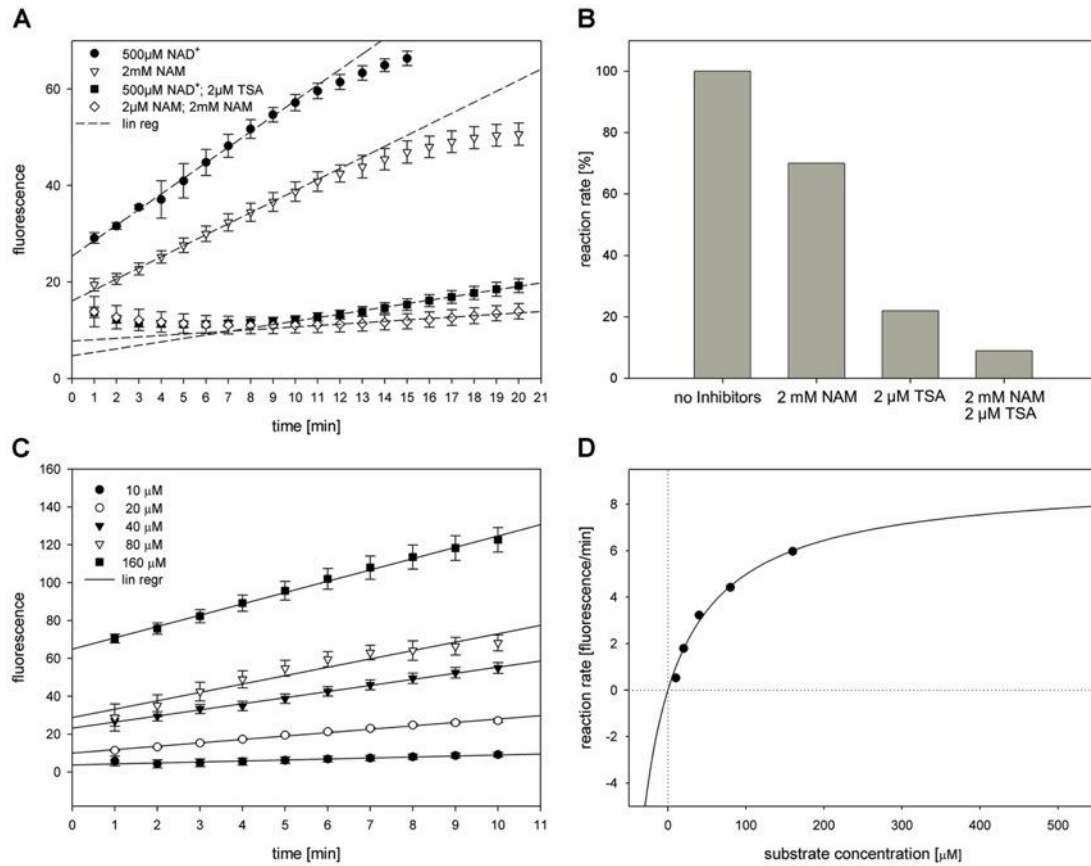 A
500µM NAD+
2mM NAM
500µM NAD+; 2µM TSA
2µM NAM; 2mM NAM
lin reg
60
40
20
0
fluorescence
0 1 2 3 4 5 6 7 8 9 10 11 12 13 14 15 16 17 18 19 20 21
time [min]
B
100
80
60
40
20
0
reaction rate [%]
no Inhibitors 2 mM NAM 2 µM TSA 2 mM NAM
2 µM TSA
C
160
140
120
100
80
60
40
20
0
fluorescence
10 µM
20 µM
40 µM
80 µM
160 µM
lin regr
0 1 2 3 4 5 6 7 8 9 10 11
time [min]
D
8
6
4
2
0
-2
-4
reaction rate [fluorescence/min]
0 100 200 300 400 500
substrate concentration [µM]